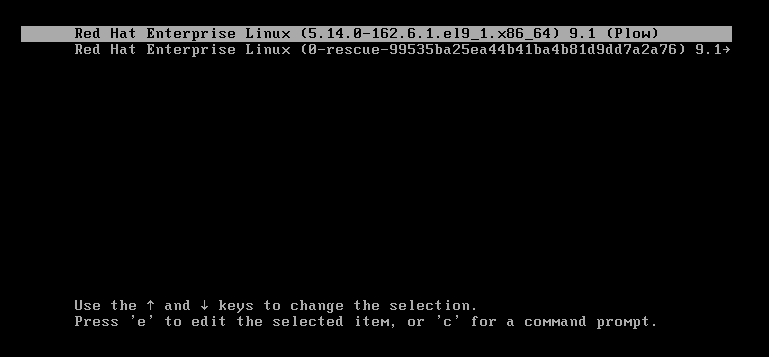 Red Hat Enterprise Linux (5.14.0-162.6.1.el9_1.x86_64) 9.1 (Plow)
Red Hat Enterprise Linux (0-rescue-99535ba25ea44b41ba4b81d9dd7a2a76) 9.1→
Use the ↑ and ↓ keys to change the selection.
Press 'e' to edit the selected item, or 'c' for a command prompt.